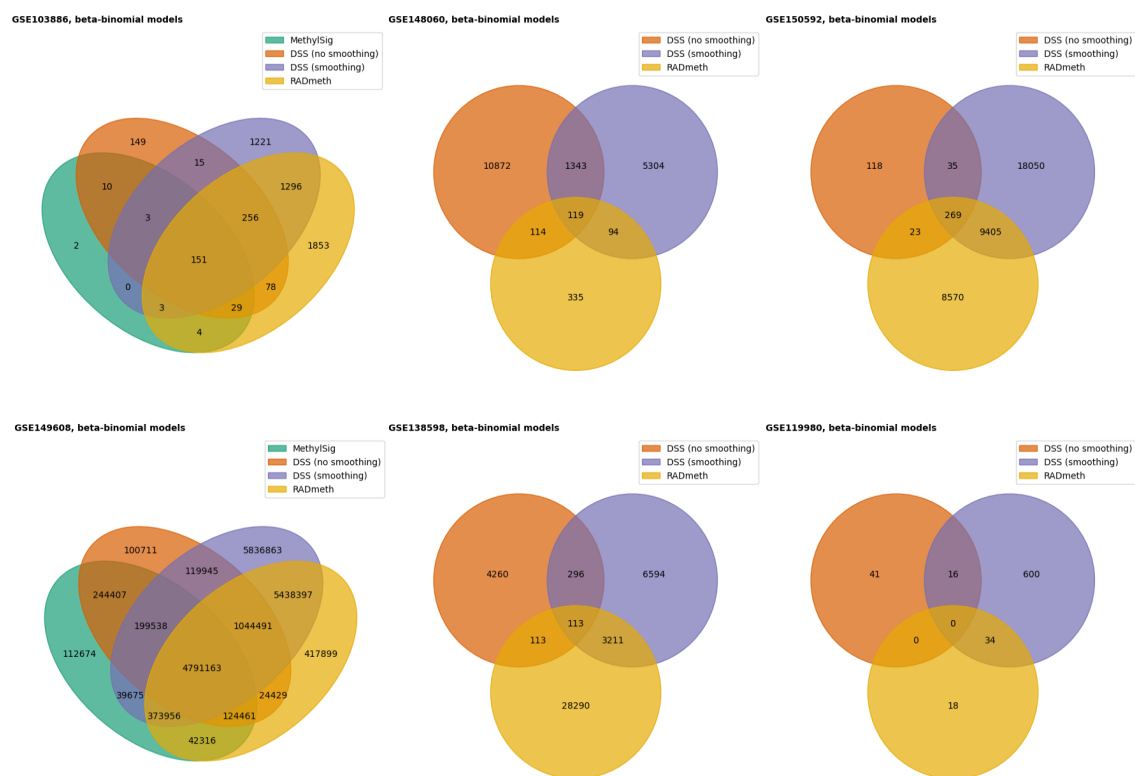 GSE103886, beta-binomial models
MethylSig
DSS (no smoothing)
DSS (smoothing)
RADmeth
149
1221
15
10
1296
3
256
2
1853
151
0
78
3
29
4
GSE148060, beta-binomial models
DSS (no smoothing)
DSS (smoothing)
RADmeth
10872
1343
5304
119
114
94
335
GSE150592, beta-binomial models
DSS (no smoothing)
DSS (smoothing)
RADmeth
118
35
18050
269
23
9405
8570
GSE149608, beta-binomial models
MethylSig
DSS (no smoothing)
DSS (smoothing)
RADmeth
100711
5836863
119945
244407
5438397
199538
1044491
112674
417899
4791163
39675
24429
373956
124461
42316
GSE138598, beta-binomial models
DSS (no smoothing)
DSS (smoothing)
RADmeth
4260
296
6594
113
113
3211
28290
GSE119980, beta-binomial models
DSS (no smoothing)
DSS (smoothing)
RADmeth
41
16
600
0
0
34
18